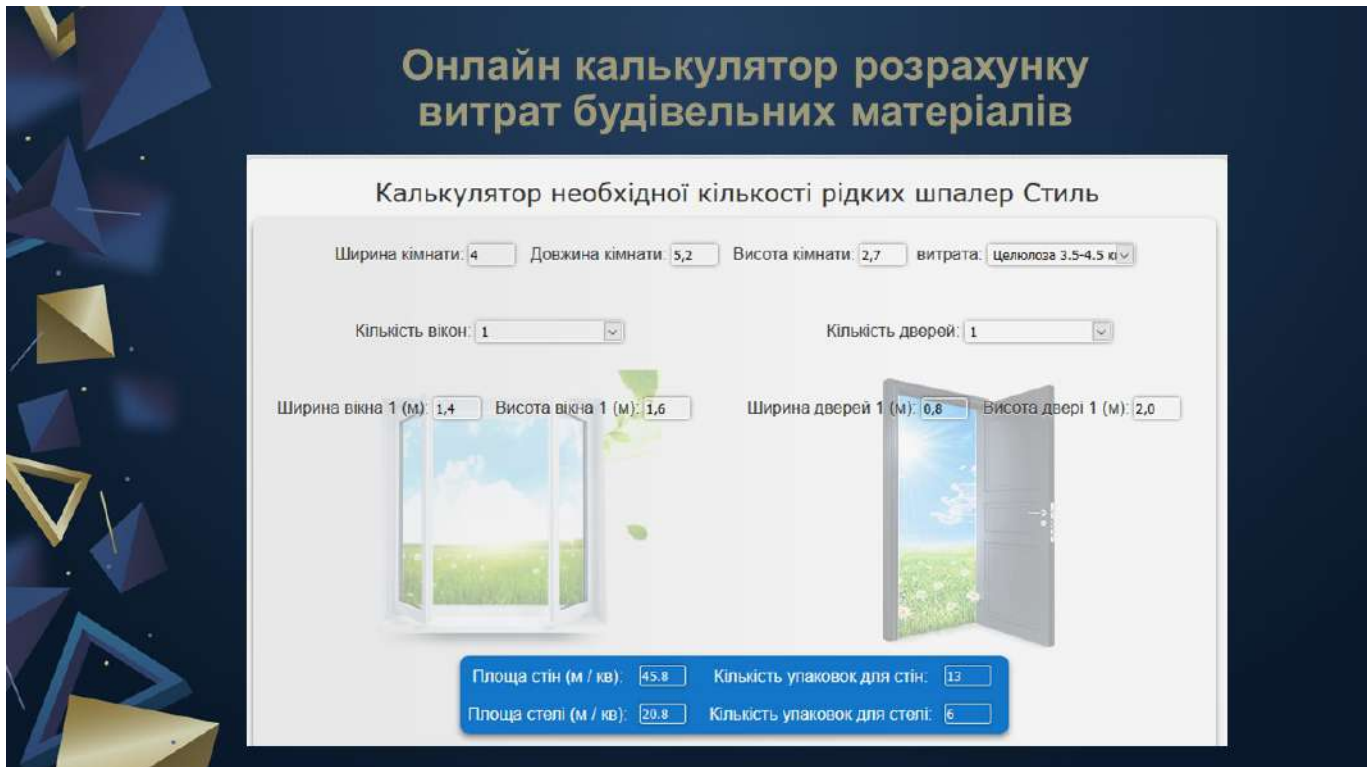 Онлайн калькулятор розрахунку
витрат будівельних матеріалів
Калькулятор необхідної кількості рідких шпалер Стиль
Ширина кімнати: 4 Довжина кімнати: 5,2 Висота кімнати: 2,7 витрата: Целюлоза 3.5-4.5 к
Кількість вікон: 1 Кількість дверей: 1
Ширина вікна 1 (м): 1,4 Висота вікна 1 (м): 1,6 Ширина дверей 1 (м): 0,8 Висота двері 1 (м): 2,0
Площа стін (м / кв): 45.8 Кількість упаковок для стін: 13
Площа стелі (м / кв): 20.8 Кількість упаковок для стелі: 6